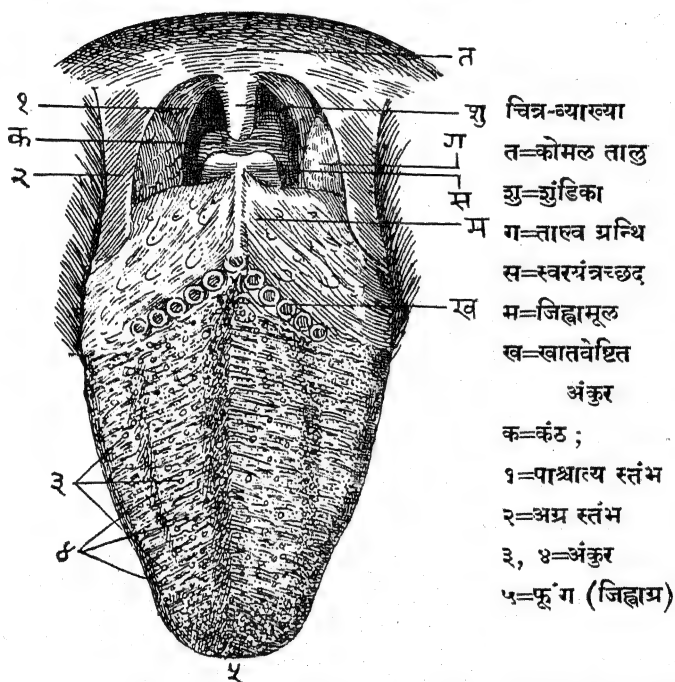 त
१
शु
क
ग
२
स
म
ख
३
४
५
चित्र-व्याख्या
त=कोमल तालु
शु=शुंडिका
ग=ताल्व ग्रन्थि
स=स्वरयंत्रच्छद
म=जिह्वामूल
ख=खातवेष्टित
अंकुर
क=कंठ ;
१=पाश्चात्य स्तंभ
२=अग्र स्तंभ
३, ४=अंकुर
५=फूंग (जिह्वाग्र)